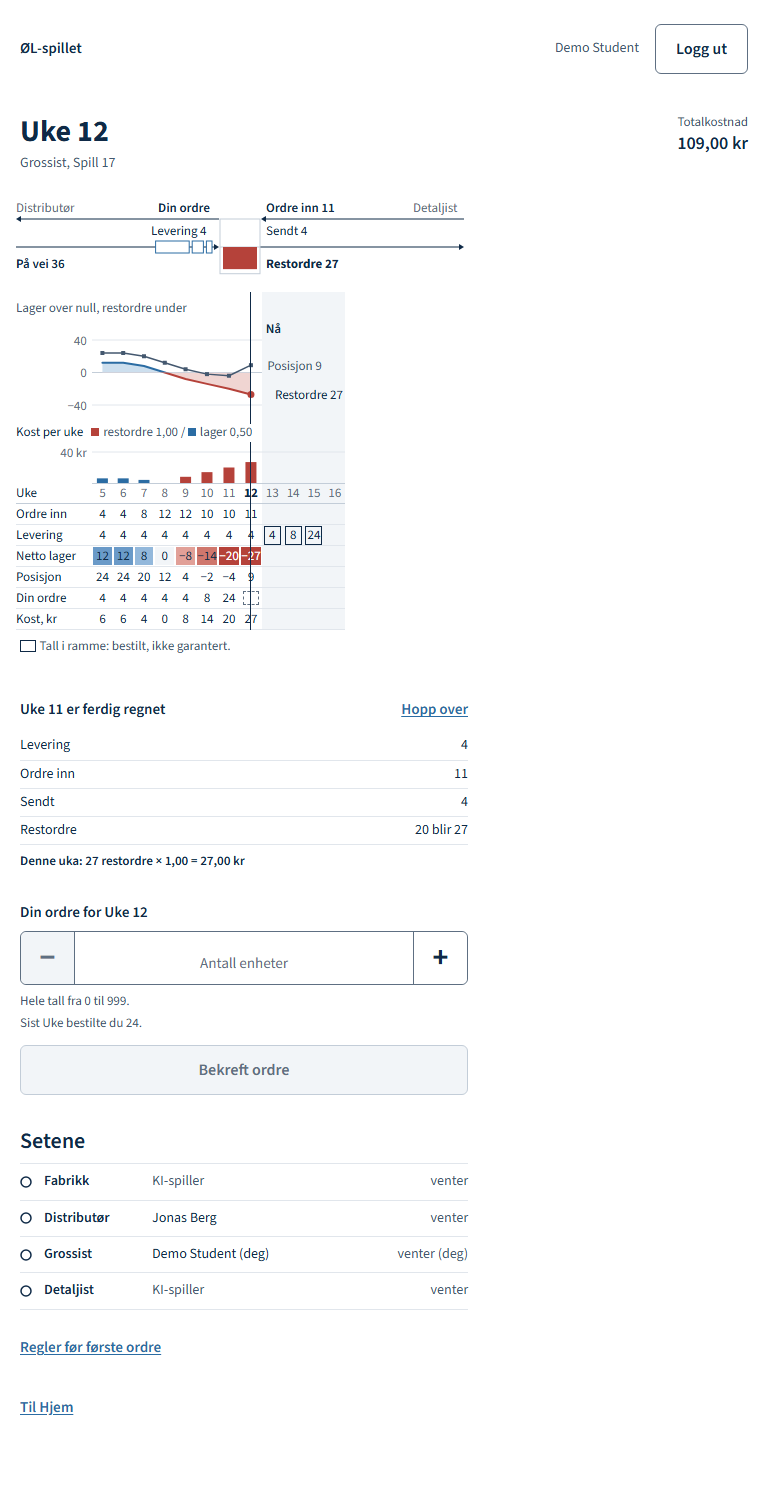 ØL-spillet
Demo Student
Logg ut
Uke 12
Grossist, Spill 17
Totalkostnad
109,00 kr
Distributør Din ordre Ordre inn 11 Detaljist
Levering 4 Sendt 4
På vei 36 Restordre 27
Lager over null, restordre under
Nå
40
0
−40
Posisjon 9
Restordre 27
Kost per uke restordre 1,00 / lager 0,50
40 kr
Uke 5 6 7 8 9 10 11 12 13 14 15 16
Ordre inn 4 4 8 12 12 10 10 11
Levering 4 4 4 4 4 4 4 4 4 8 24
Netto lager 12 12 8 0 −8 −14 −20 −27
Posisjon 24 24 20 12 4 −2 −4 9
Din ordre 4 4 4 4 4 8 24
Kost, kr 6 6 4 0 8 14 20 27
Tall i ramme: bestilt, ikke garantert.
Uke 11 er ferdig regnet
Hopp over
Levering 4
Ordre inn 11
Sendt 4
Restordre 20 blir 27
Denne uka: 27 restordre × 1,00 = 27,00 kr
Din ordre for Uke 12
− Antall enheter +
Hele tall fra 0 til 999.
Sist Uke bestilte du 24.
Bekreft ordre
Setene
Fabrikk KI-spiller venter
Distributør Jonas Berg venter
Grossist Demo Student (deg) venter (deg)
Detaljist KI-spiller venter
Regler før første ordre
Til Hjem